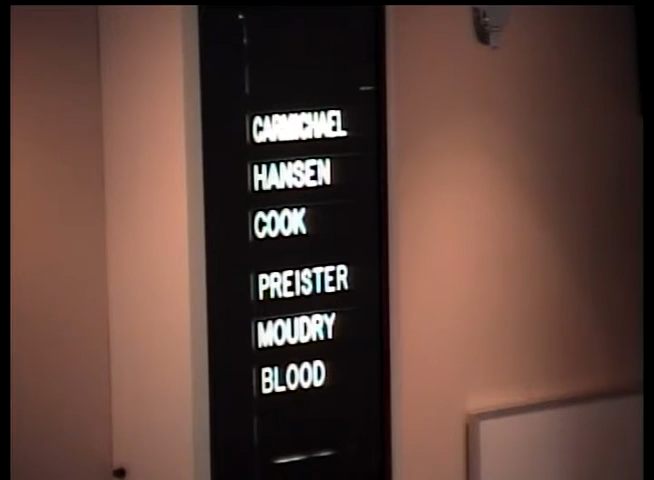 CARMICHAEL
HANSEN
COOK
PREISTER
MOUDRY
BLOOD